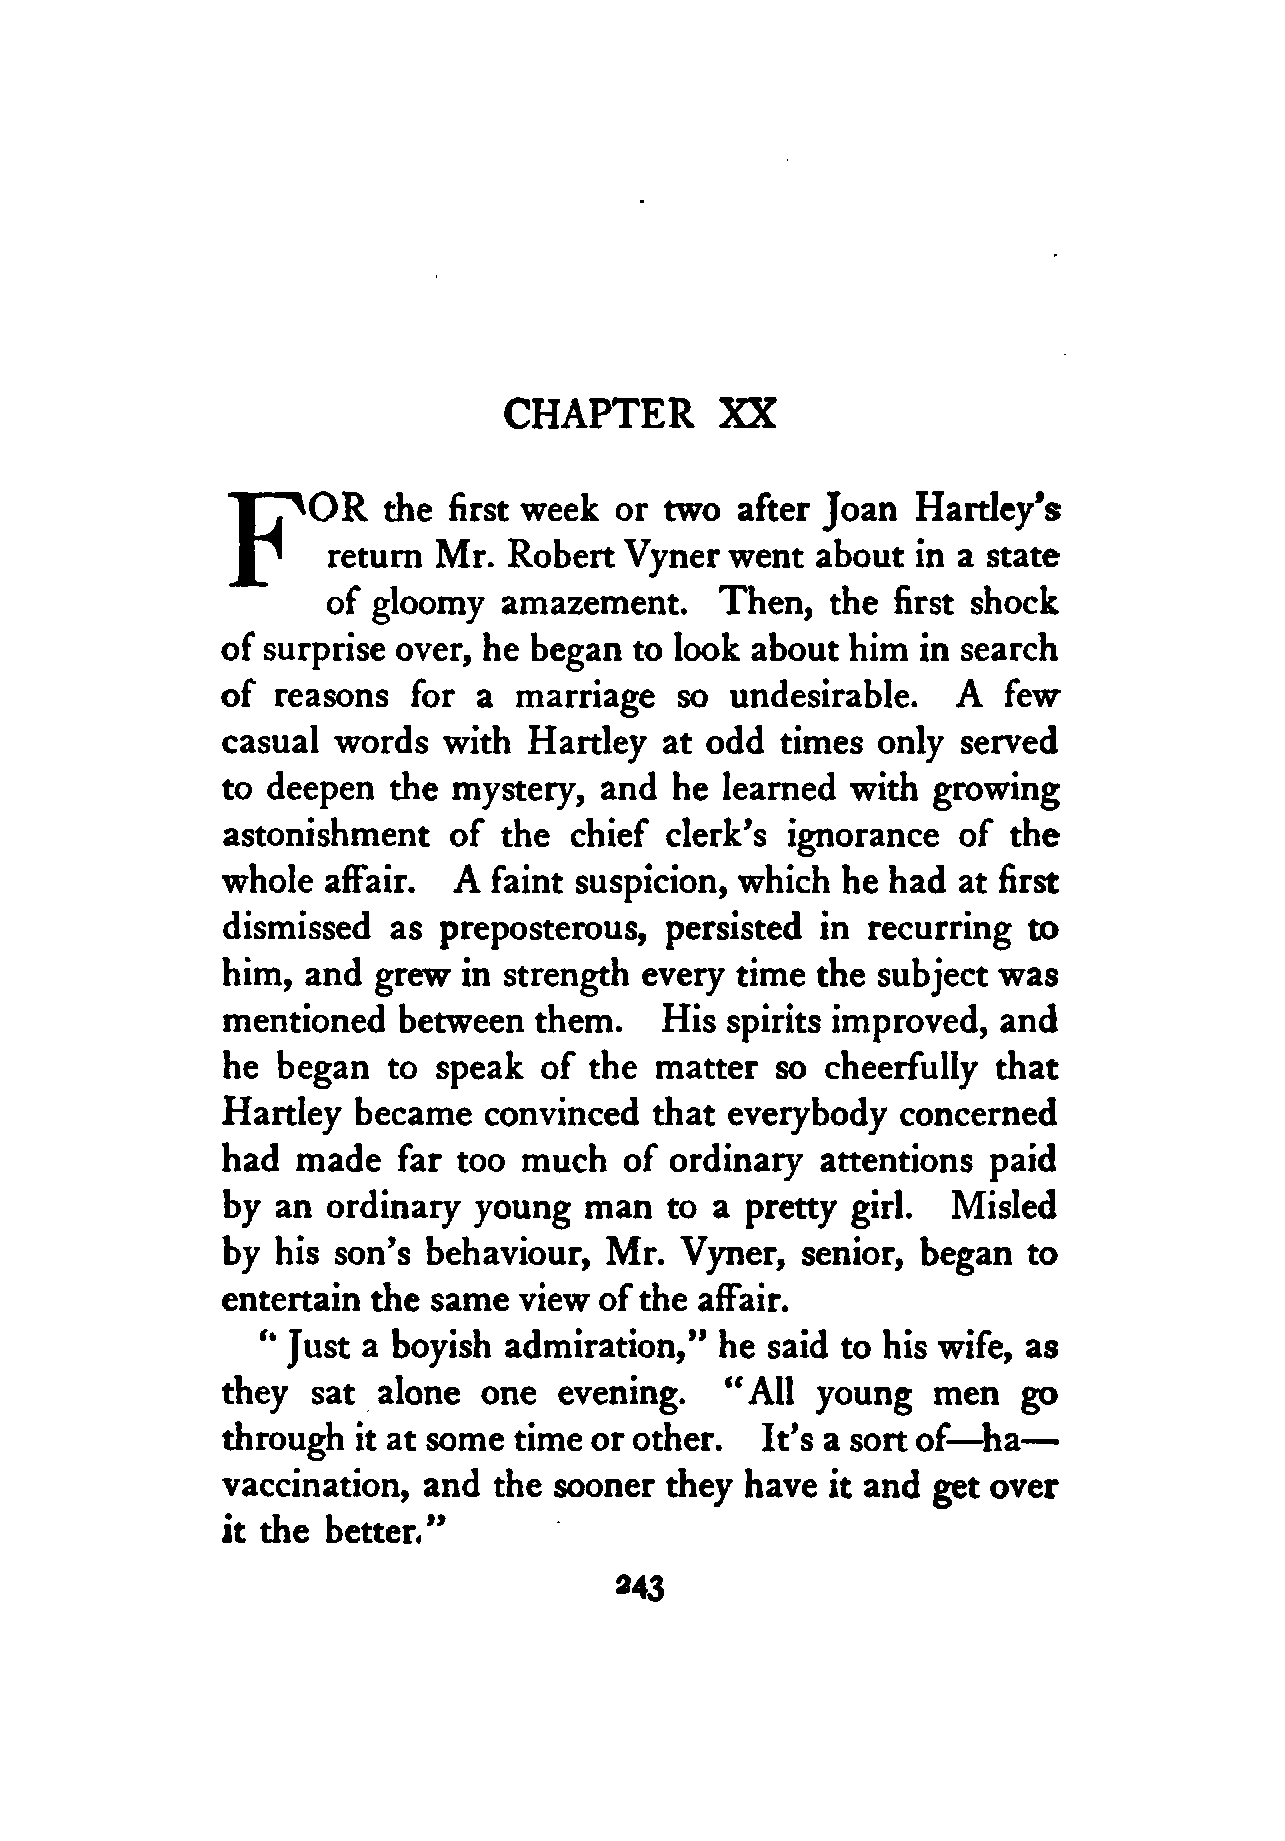 CHAPTER XX
FOR the first week or two after Joan Hartley's
return Mr. Robert Vyner went about in a state
of gloomy amazement. Then, the first shock
of surprise over, he began to look about him in search
of reasons for a marriage so undesirable. A few
casual words with Hartley at odd times only served
to deepen the mystery, and he learned with growing
astonishment of the chief clerk's ignorance of the
whole affair. A faint suspicion, which he had at first
dismissed as preposterous, persisted in recurring to
him, and grew in strength every time the subject was
mentioned between them. His spirits improved, and
he began to speak of the matter so cheerfully that
Hartley became convinced that everybody concerned
had made far too much of ordinary attentions paid
by an ordinary young man to a pretty girl. Misled
by his son's behaviour, Mr. Vyner, senior, began to
entertain the same view of the affair.
"Just a boyish admiration," he said to his wife, as
they sat alone one evening. "All young men go
through it at some time or other. It's a sort of—ha—
vaccination, and the sooner they have it and get over
it the better."
243